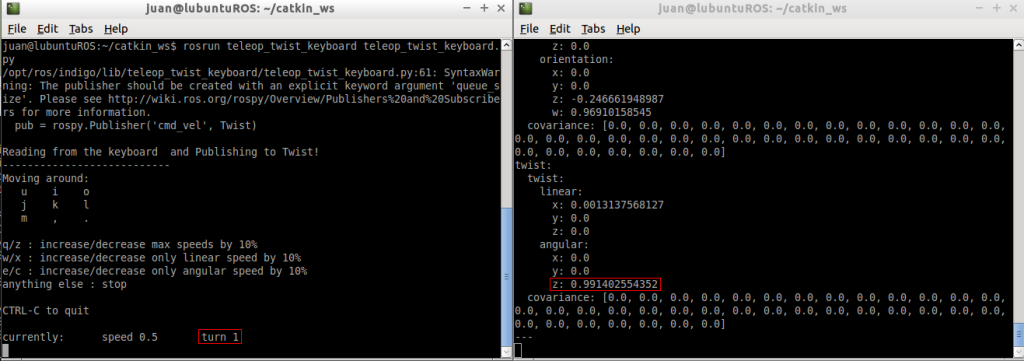 juan@lubuntuROS: ~/catkin_ws
File Edit Tabs Help
juan@lubuntuROS:~/catkin_ws$ rosrun teleop_twist_keyboard teleop_twist_keyboard.
py
/opt/ros/indigo/lib/teleop_twist_keyboard/teleop_twist_keyboard.py:61: SyntaxWar
ning: The publisher should be created with an explicit keyword argument 'queue_s
ize'. Please see http://wiki.ros.org/rospy/Overview/Publishers%20and%20Subscribe
rs for more information.
  pub = rospy.Publisher('cmd_vel', Twist)
Reading from the keyboard  and Publishing to Twist!
---------------------------
Moving around:
   u    i    o
   j    k    l
   m    ,    .
q/z : increase/decrease max speeds by 10%
w/x : increase/decrease only linear speed by 10%
e/c : increase/decrease only angular speed by 10%
anything else : stop
CTRL-C to quit
currently:      speed 0.5       turn 1
juan@lubuntuROS: ~/catkin_ws
File Edit Tabs Help
      z: 0.0
    orientation:
      x: 0.0
      y: 0.0
      z: -0.246661948987
      w: 0.96910158545
  covariance: [0.0, 0.0, 0.0, 0.0, 0.0, 0.0, 0.0, 0.0, 0.0, 0.0, 0.0, 0.0, 0.0,
0.0, 0.0, 0.0, 0.0, 0.0, 0.0, 0.0, 0.0, 0.0, 0.0, 0.0, 0.0, 0.0, 0.0, 0.0, 0.0,
0.0, 0.0, 0.0, 0.0, 0.0, 0.0, 0.0]
twist:
  twist:
    linear:
      x: 0.0013137568127
      y: 0.0
      z: 0.0
    angular:
      x: 0.0
      y: 0.0
      z: 0.991402554352
  covariance: [0.0, 0.0, 0.0, 0.0, 0.0, 0.0, 0.0, 0.0, 0.0, 0.0, 0.0, 0.0, 0.0,
0.0, 0.0, 0.0, 0.0, 0.0, 0.0, 0.0, 0.0, 0.0, 0.0, 0.0, 0.0, 0.0, 0.0, 0.0, 0.0,
0.0, 0.0, 0.0, 0.0, 0.0, 0.0, 0.0]
---